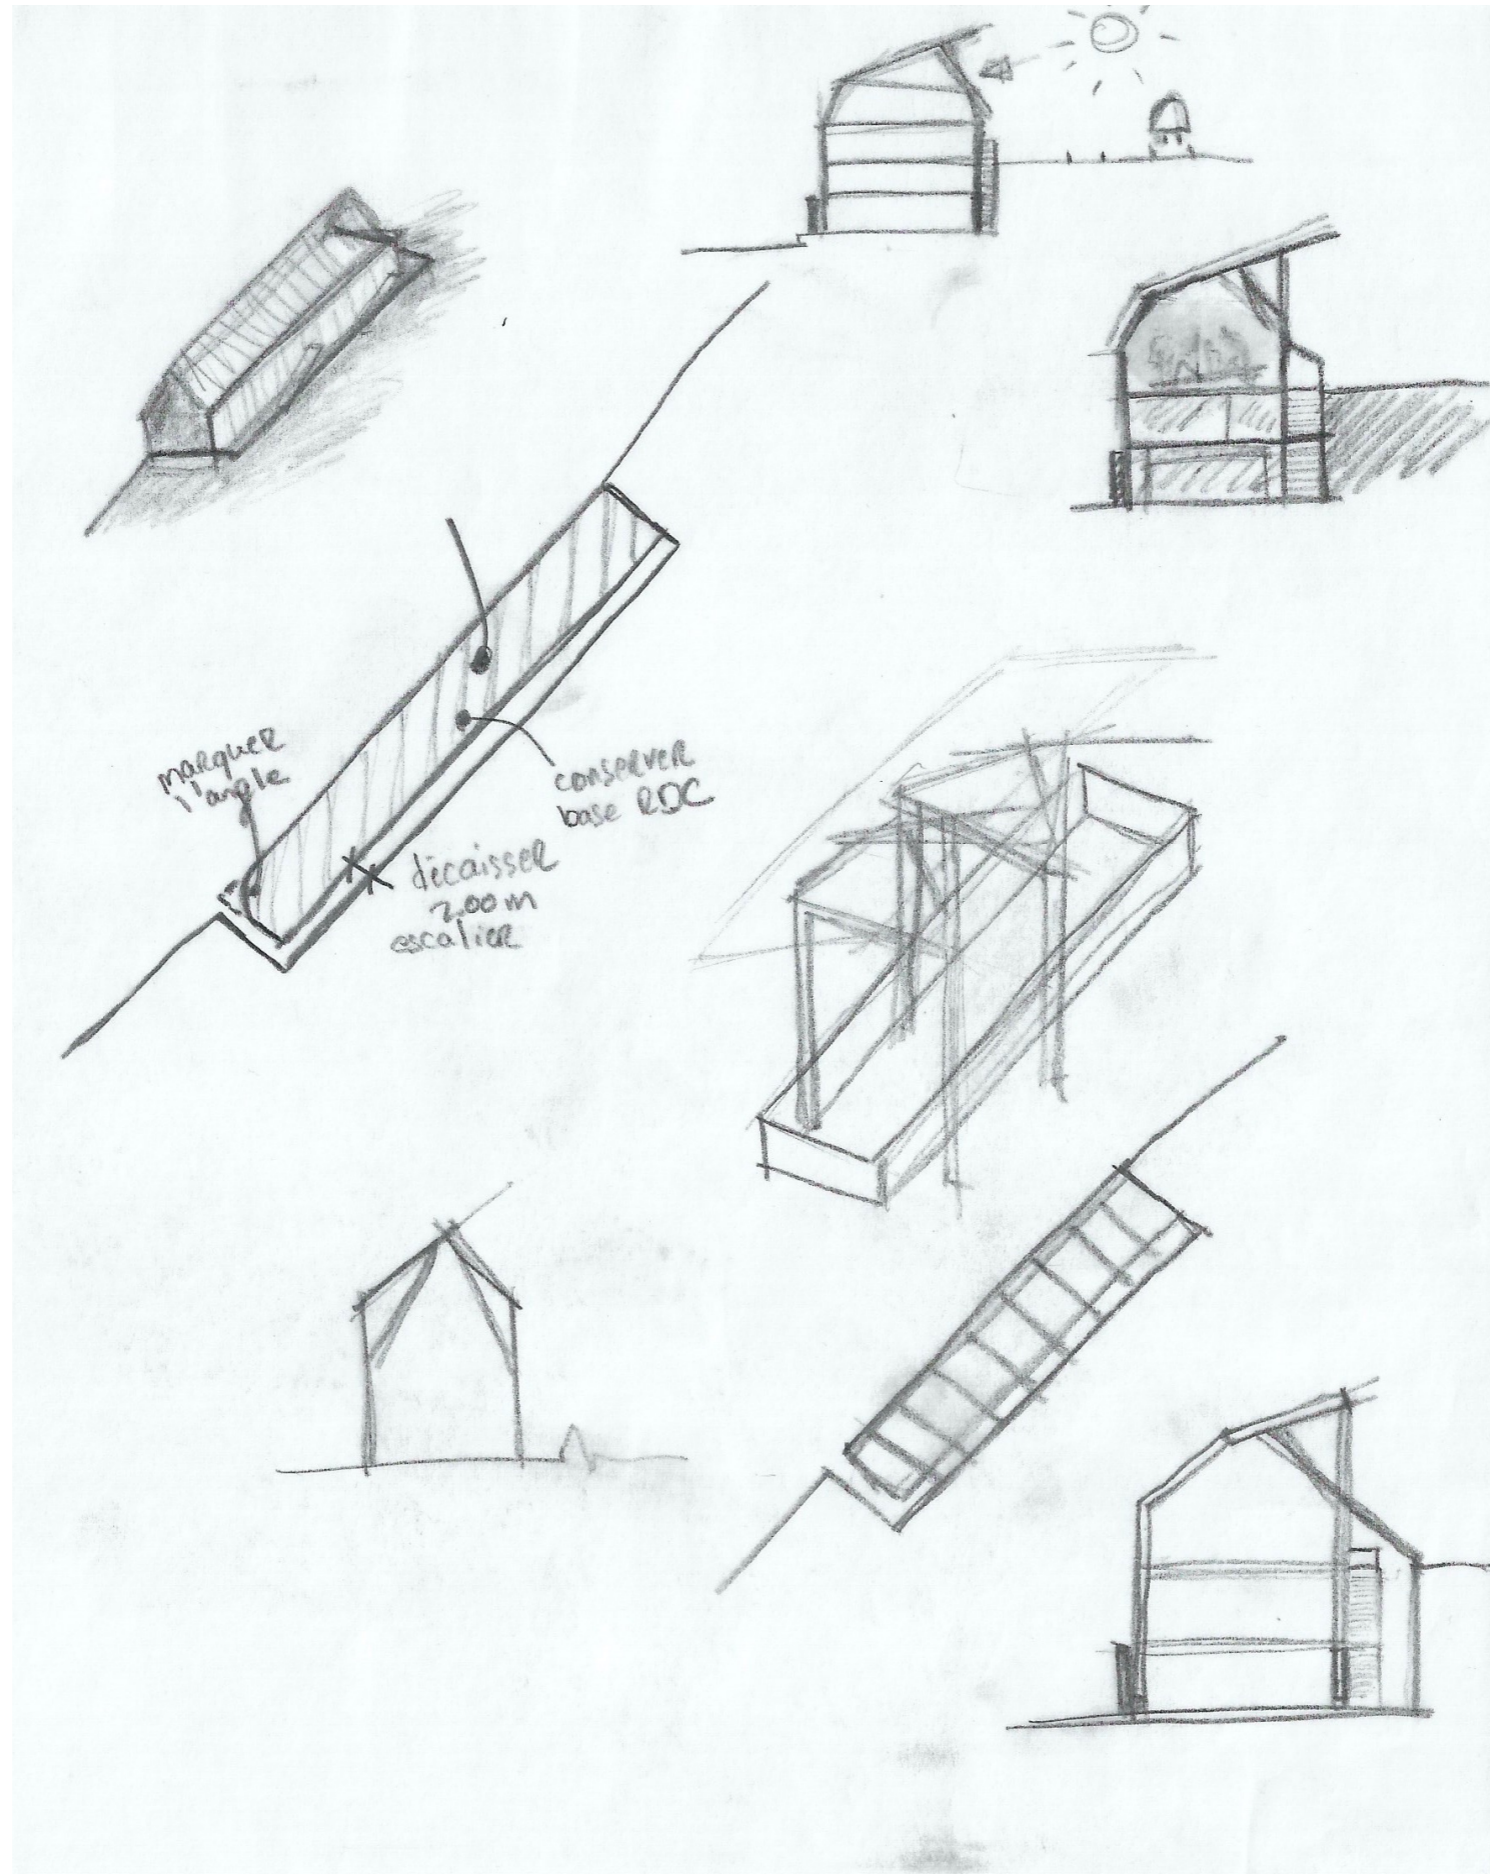 marquer
l'angle
conserver
base RDC
décaisser
2.00 m
escalier